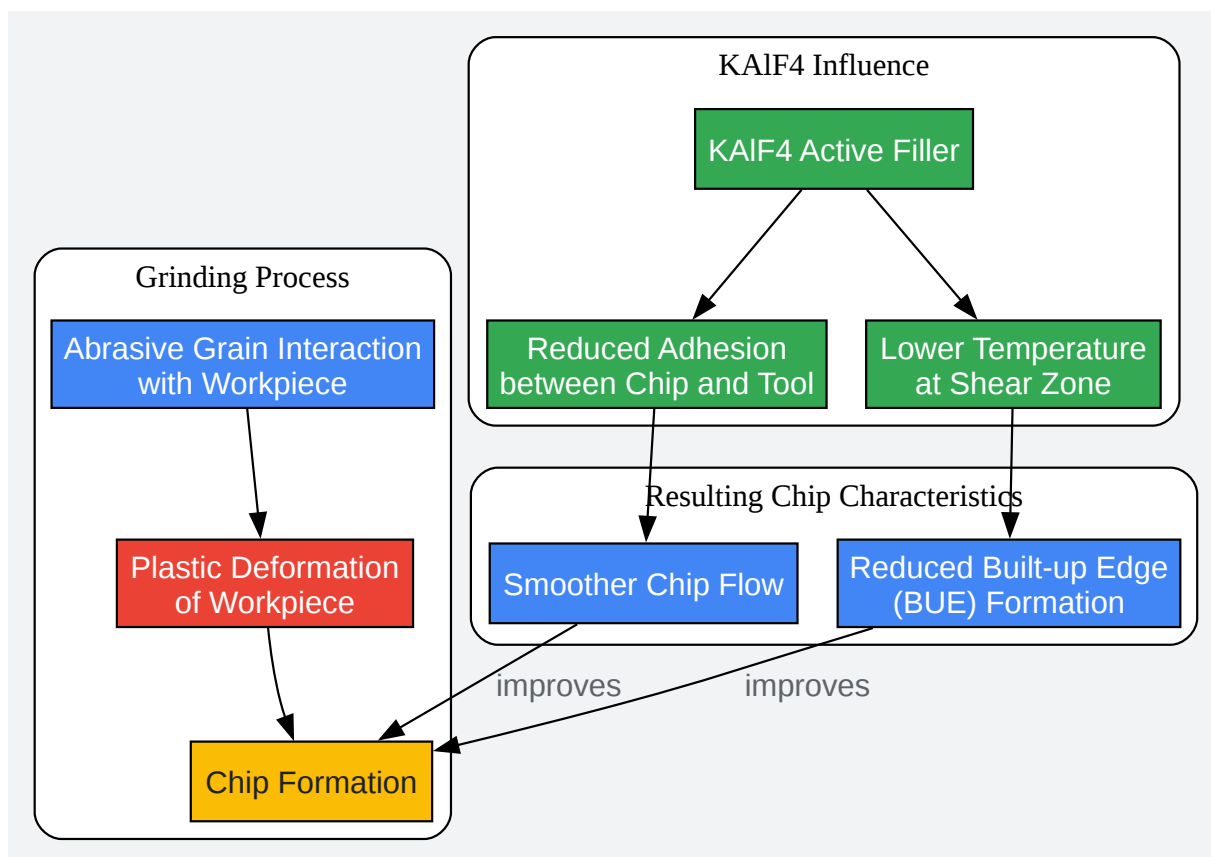 KAlF4 Influence
KAlF4 Active Filler
Reduced Adhesion
between Chip and Tool
Lower Temperature
at Shear Zone
Grinding Process
Abrasive Grain Interaction
with Workpiece
Plastic Deformation
of Workpiece
Chip Formation
Resulting Chip Characteristics
Smoother Chip Flow
Reduced Built-up Edge
(BUE) Formation
improves
improves